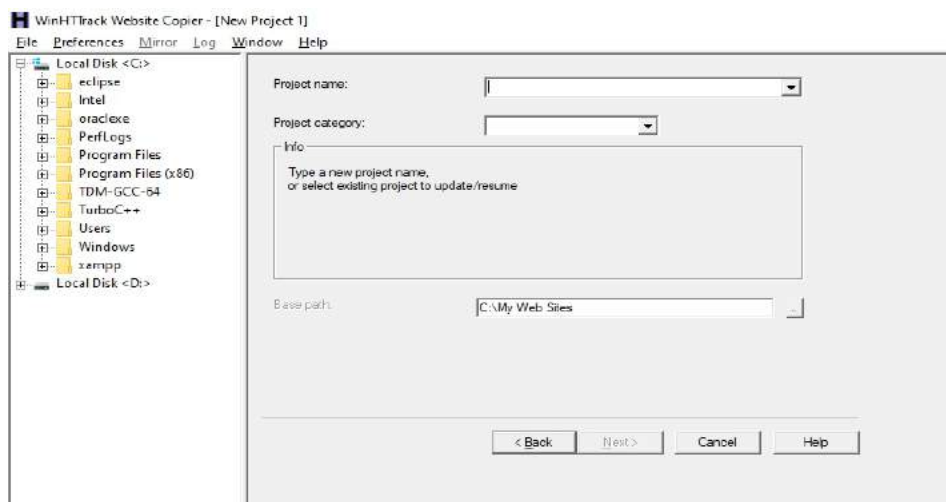 WinHTTrack Website Copier - [New Project 1]
File Preferences Mirror Log Window Help
Local Disk <C:>
eclipse
Intel
oraclexe
PerfLogs
Program Files
Program Files (x86)
TDM-GCC-64
TurboC++
Users
Windows
xampp
Local Disk <D:>
Project name:
Project category:
Info
Type a new project name,
or select existing project to update/resume
Base path:
C:\My Web Sites
..
< Back Next > Cancel Help